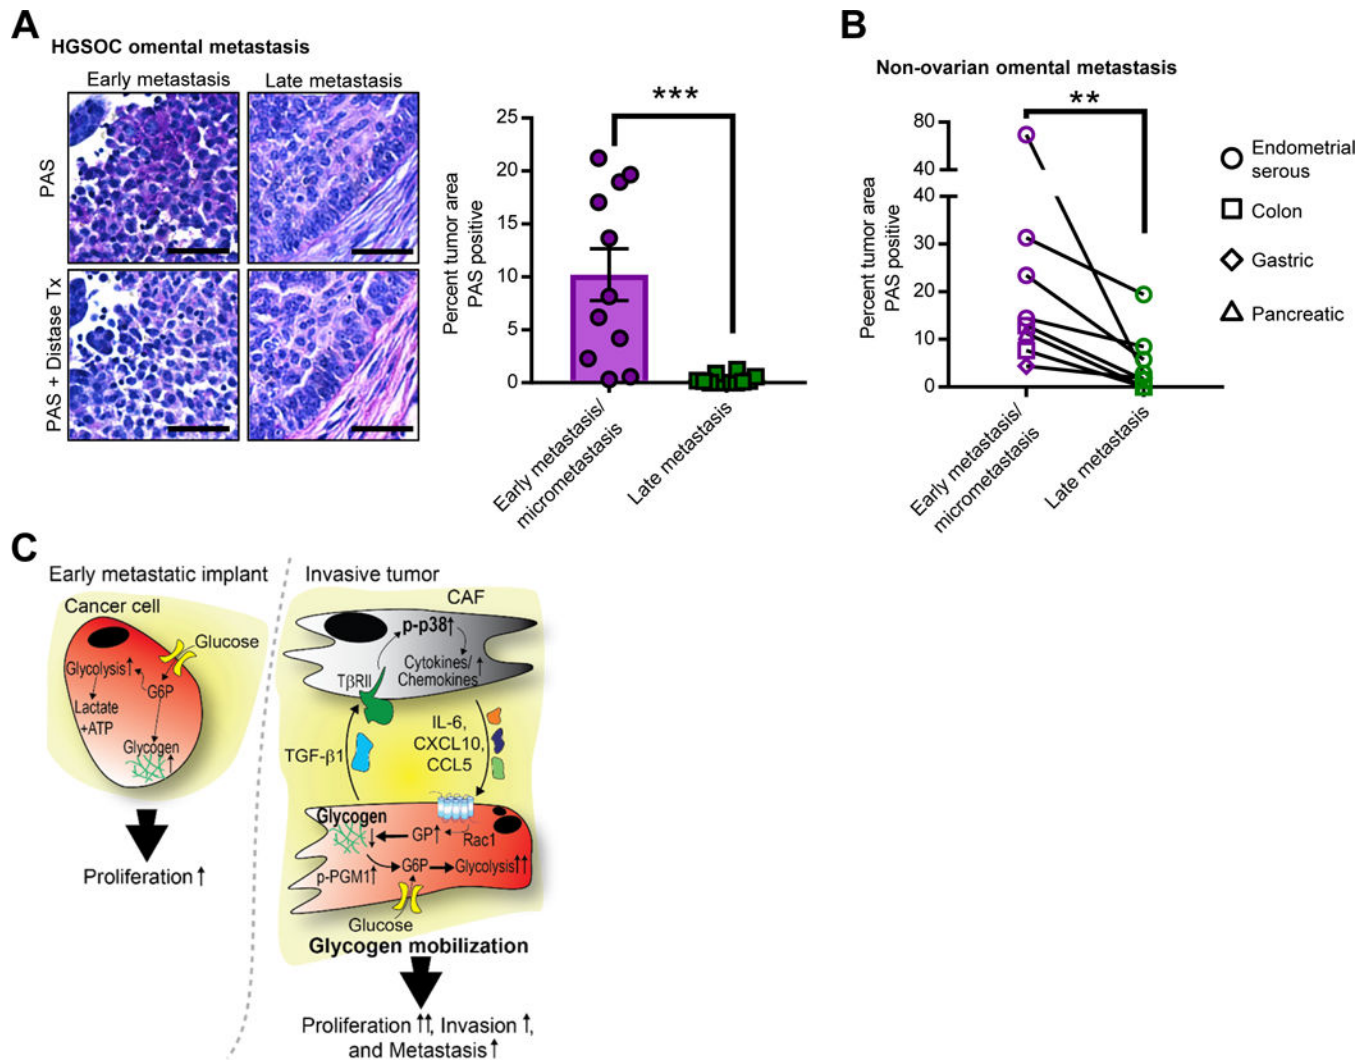 A
HGSOC omental metastasis
Early metastasis
Late metastasis
PAS
PAS + Distase Tx
Percent tumor area
PAS positive
25
20
15
10
5
0
***
Early metastasis/
micrometastasis
Late metastasis
B
Non-ovarian omental metastasis
**
Percent tumor area
PAS positive
80
40
40
30
20
10
0
Early metastasis/
micrometastasis
Late metastasis
Endometrial
serous
Colon
Gastric
Pancreatic
C
Early metastatic implant
Cancer cell
Glucose
Glycolysis↑
G6P
Lactate
+ATP
Glycogen
↑
Proliferation↑
Invasive tumor
CAF
p-p38↑
Cytokines/
Chemokines↑
TβRII
TGF-β1
IL-6,
CXCL10,
CCL5
Glycogen
↓
GP↑
Rac1
p-PGM1↑
G6P
Glycolysis↑↑
Glucose
Glycogen mobilization
Proliferation↑↑, Invasion↑,
and Metastasis↑